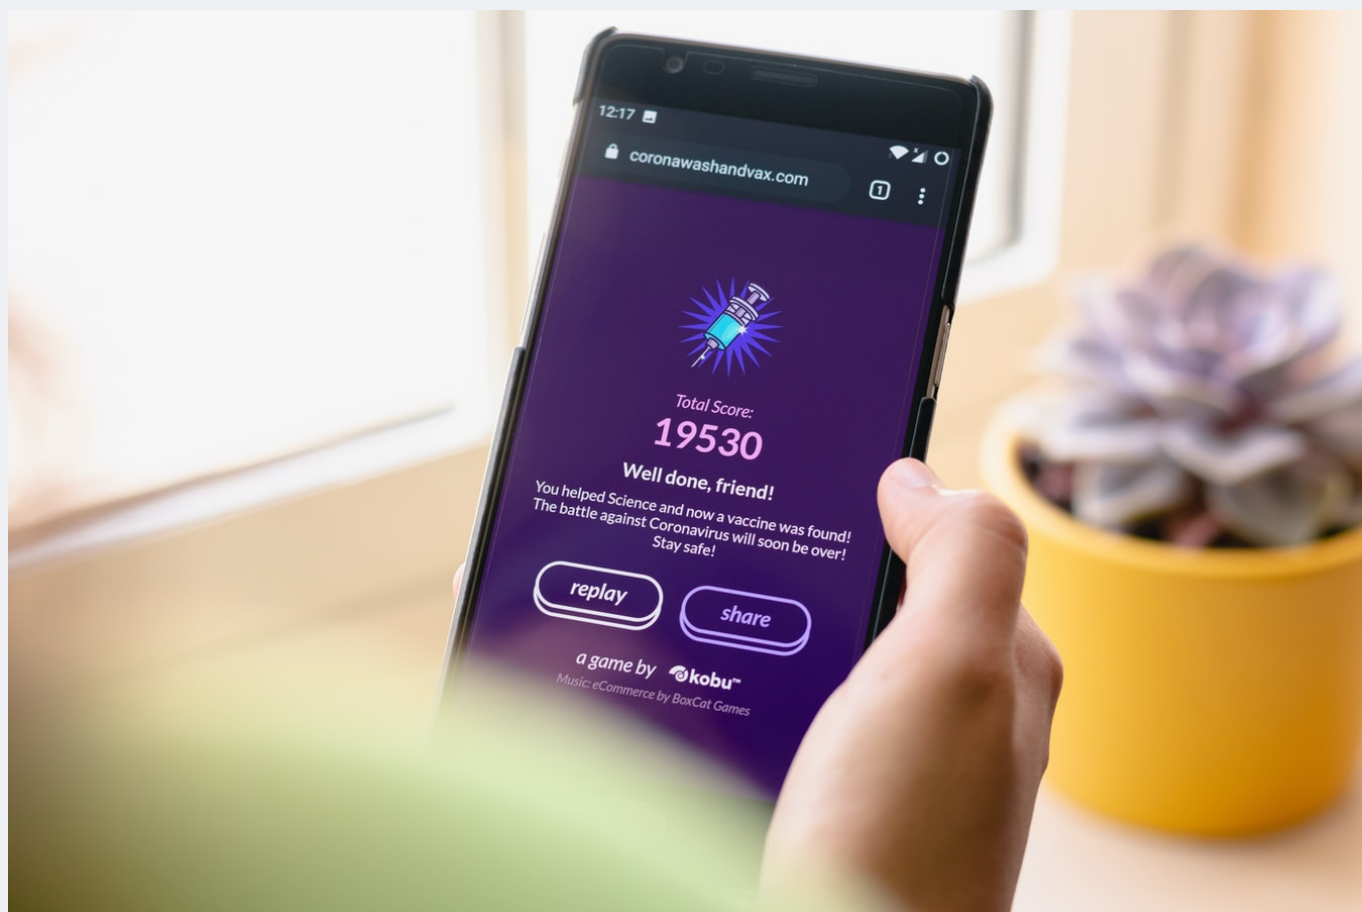 12:17
coronawashandvax.com
1
Total Score:
19530
Well done, friend!
You helped Science and now a vaccine was found!
The battle against Coronavirus will soon be over!
Stay safe!
replay
share
a game by kobu™
Music: eCommerce by BoxCat Games